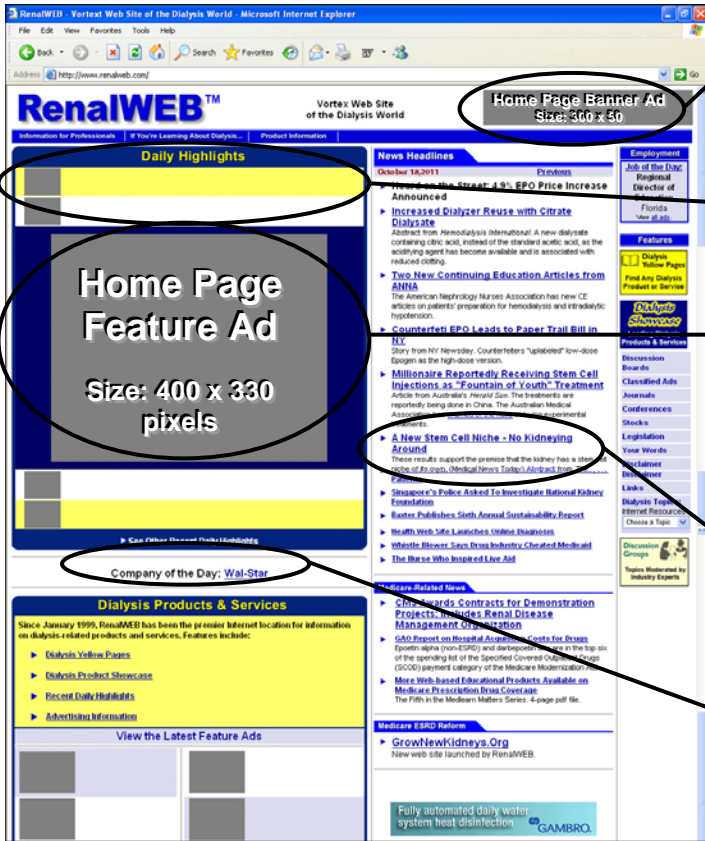 RenalWEB - Vortext Web Site of the Dialysis World - Microsoft Internet Explorer
File Edit View Favorites Tools Help
Back Search Favorites
Address http://www.renalweb.com/ Go
RenalWEB™
Vortex Web Site
of the Dialysis World
Home Page Banner Ad
Size: 300 x 50
Information for Professionals If You're Learning About Dialysis... Product Information
Daily Highlights
Home Page
Feature Ad
Size: 400 x 330
pixels
See Other Recent Daily Highlights
Company of the Day: Wal-Star
Dialysis Products & Services
Since January 1999, RenalWEB has been the premier Internet location for information
on dialysis-related products and services. Features include:
Dialysis Yellow Pages
Dialysis Product Showcase
Recent Daily Highlights
Advertising Information
View the Latest Feature Ads
News Headlines
October 18,2011 Previous
Heard on the Street: 4.9% EPO Price Increase
Announced
Increased Dialyzer Reuse with Citrate
Dialysate
Abstract from Hemodialysis International. A new dialysate
containing citric acid, instead of the standard acetic acid, as the
acidifying agent has become available and is associated with
reduced clotting.
Two New Continuing Education Articles from
ANNA
The American Nephrology Nurses Association has new CE
articles on patients' preparation for hemodialysis and intradialytic
hypotension.
Counterfeti EPO Leads to Paper Trail Bill in
NY
Story from NY Newsday. Counterfeiters "uplabeled" low-dose
Epogen as the high-dose version.
Millionaire Reportedly Receiving Stem Cell
Injections as "Fountain of Youth" Treatment
Article from Australia's Herald Sun. The treatments are
reportedly being done in China. The Australian Medical
Association has experimental
A New Stem Cell Niche - No Kidneying
Around
These results support the premise that the kidney has a stem cell
niche of its own. (Medical News Today) Abstract from
Singapore's Police Asked To Investigate National Kidney
Foundation
Baxter Publishes Sixth Annual Sustainability Report
Health Web Site Launches Online Diagnosis
Whistle Blower Says Drug Industry Cheated Medicaid
The Nurse Who Inspired Live Aid
Medicare-Related News
CMS Awards Contracts for Demonstration
Projects; Includes Renal Disease
Management Organization
GAO Report on Hospital Acquisition Costs for Drugs
Epoetin alpha (non-ESRD) and darbepoetin are in the top six
of the spending list of the Specified Covered Outpatient Drugs
(SCOD) payment category of the Medicare Modernization
More Web-based Educational Products Available on
Medicare Prescription Drug Coverage
The Fifth in the Medlearn Matters Series. 4-page pdf file.
Medicare ESRD Reform
GrowNewKidneys.Org
New web site launched by RenalWEB.
Fully automated daily water
system heat disinfection
GAMBRO.
Employment
Job of the Day:
Regional
Director of
Education
Florida
View all ads
Features
Dialysis
Yellow Pages
Find Any Dialysis
Product or Service
Dialysis
Showcase
Products & Services
Discussion
Boards
Classified Ads
Journals
Conferences
Stocks
Legislation
Your Words
Disclaimer
Disclaimer
Links
Dialysis Topics:
Internet Resources
Choose a Topic
Discussion
Groups
Topics Moderated by
Industry Experts